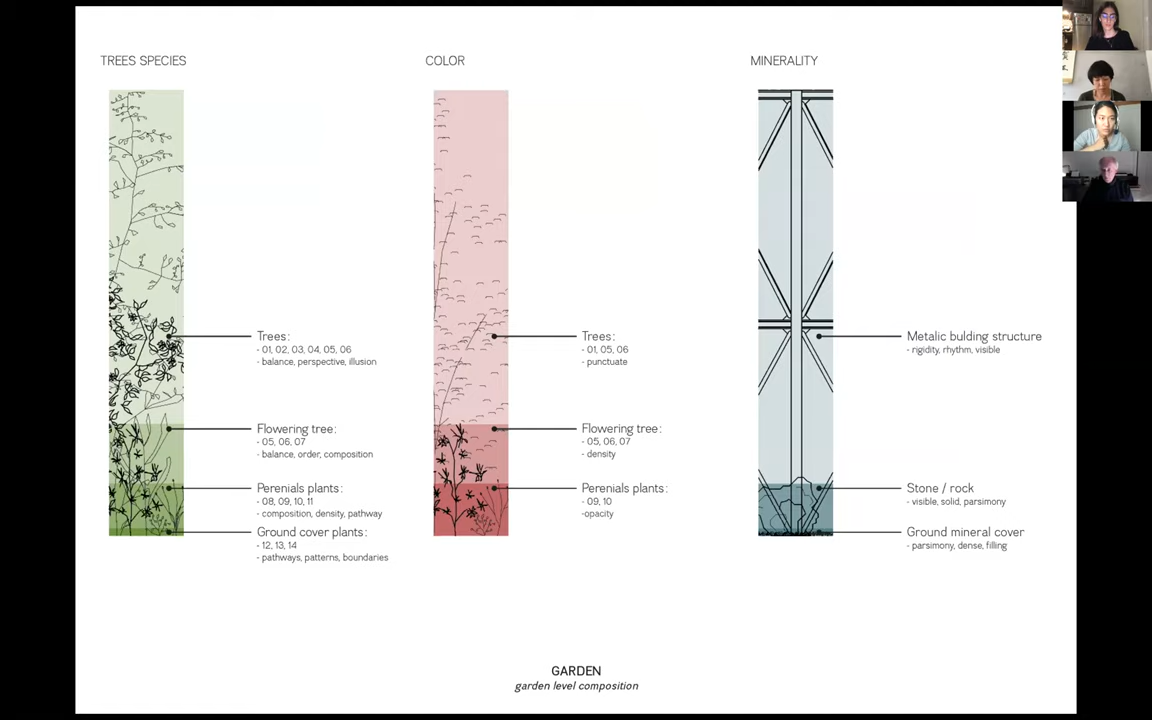 TREES SPECIES
COLOR
MINERALITY
Trees:
- 01, 02, 03, 04, 05, 06
- balance, perspective, illusion
Flowering tree:
- 05, 06, 07
- balance, order, composition
Perenials plants:
- 08, 09, 10, 11
- composition, density, pathway
Ground cover plants:
- 12, 13, 14
- pathways, patterns, boundaries
Trees:
- 01, 05, 06
- punctuate
Flowering tree:
- 05, 06, 07
- density
Perenials plants:
- 09, 10
-opacity
Metalic bulding structure
- rigidity, rhythm, visible
Stone / rock
- visible, solid, parsimony
Ground mineral cover
- parsimony, dense, filling
GARDEN
garden level composition